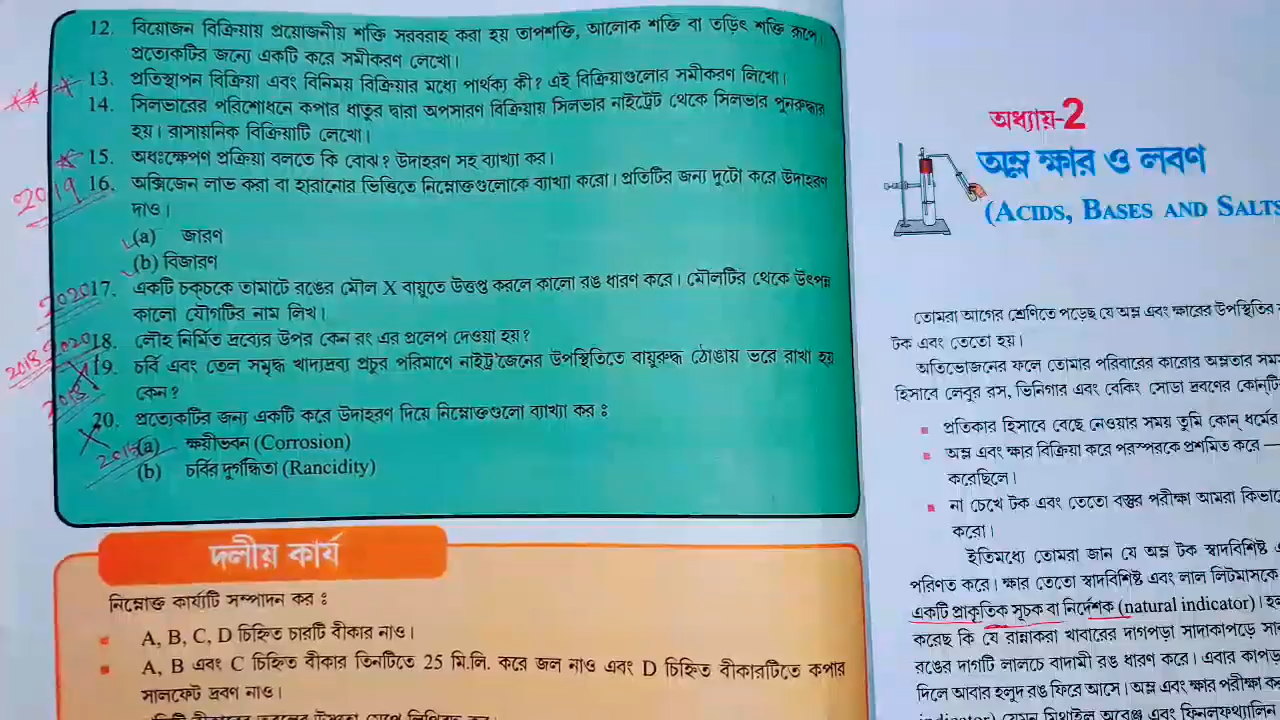 12. বিয়োজন বিক্রিয়ায় প্রয়োজনীয় শক্তি সরবরাহ করা হয় তাপশক্তি, আলোক শক্তি বা তড়িৎ শক্তি রূপে।
প্রত্যেকটির জন্যে একটি করে সমীকরণ লেখো।
13. প্রতিস্থাপন বিক্রিয়া এবং বিনিময় বিক্রিয়ার মধ্যে পার্থক্য কী? এই বিক্রিয়াগুলোর সমীকরণ লিখো।
14. সিলভারের পরিশোধনে কপার ধাতুর দ্বারা অপসারণ বিক্রিয়ায় সিলভার নাইট্রেট থেকে সিলভার পুনরুদ্ধার
হয়। রাসায়নিক বিক্রিয়াটি লেখো।
15. অধঃক্ষেপণ প্রক্রিয়া বলতে কি বোঝ? উদাহরণ সহ ব্যাখ্যা কর।
2019 16. অক্সিজেন লাভ করা বা হারানোর ভিত্তিতে নিম্নোক্তগুলোকে ব্যাখ্যা করো। প্রতিটির জন্য দুটো করে উদাহরণ
দাও।
(a) জারণ
(b) বিজারণ
2020 17. একটি চক্‌চকে তামাটে রঙের মৌল X বায়ুতে উত্তপ্ত করলে কালো রঙ ধারণ করে। মৌলটির থেকে উৎপন্ন
কালো যৌগটির নাম লিখ।
2018 2020 18. লৌহ নির্মিত দ্রব্যের উপর কেন রং এর প্রলেপ দেওয়া হয়?
19. চর্বি এবং তেল সমৃদ্ধ খাদ্যদ্রব্য প্রচুর পরিমাণে নাইট্রজেনের উপস্থিতিতে বায়ুরুদ্ধ ঠোঙায় ভরে রাখা হয়
কেন?
20. প্রত্যেকটির জন্য একটি করে উদাহরণ দিয়ে নিম্নোক্তগুলো ব্যাখ্যা কর ঃ
(a) ক্ষয়ীভবন (Corrosion)
(b) চর্বির দুর্গন্ধিতা (Rancidity)
দলীয় কার্য
নিম্নোক্ত কার্য্যটি সম্পাদন কর ঃ
A, B, C, D চিহ্নিত চারটি বীকার নাও।
A, B এবং C চিহ্নিত বীকার তিনটিতে 25 মি.লি. করে জল নাও এবং D চিহ্নিত বীকারটিতে কপার
সালফেট দ্রবণ নাও।
অধ্যায়-2
অম্ল ক্ষার ও লবণ
(ACIDS, BASES AND SALTS
তোমরা আগের শ্রেণিতে পড়েছ যে অম্ল এবং ক্ষারের উপস্থিতির
টক এবং তেতো হয়।
অতিভোজনের ফলে তোমার পরিবারের কারোর অম্লতার সম
হিসাবে লেবুর রস, ভিনিগার এবং বেকিং সোডা দ্রবণের কোন্‌টি
প্রতিকার হিসাবে বেছে নেওয়ার সময় তুমি কোন্ ধর্মের
অম্ল এবং ক্ষার বিক্রিয়া করে পরস্পরকে প্রশমিত করে —
করেছিলে।
না চেখে টক এবং তেতো বস্তুর পরীক্ষা আমরা কিভাবে
করো।
ইতিমধ্যে তোমরা জান যে অম্ল টক স্বাদবিশিষ্ট
পরিণত করে। ক্ষার তেতো স্বাদবিশিষ্ট এবং লাল লিটমাসকে
একটি প্রাকৃতিক সূচক বা নির্দেশক (natural indicator)।
করেছ কি যে রান্নাকরা খাবারের দাগপড়া সাদাকাপড়ে সা
রঙের দাগটি লালচে বাদামী রঙ ধারণ করে। এবার কাপড়
দিলে আবার হলুদ রঙ ফিরে আসে। অম্ল এবং ক্ষার পরীক্ষা